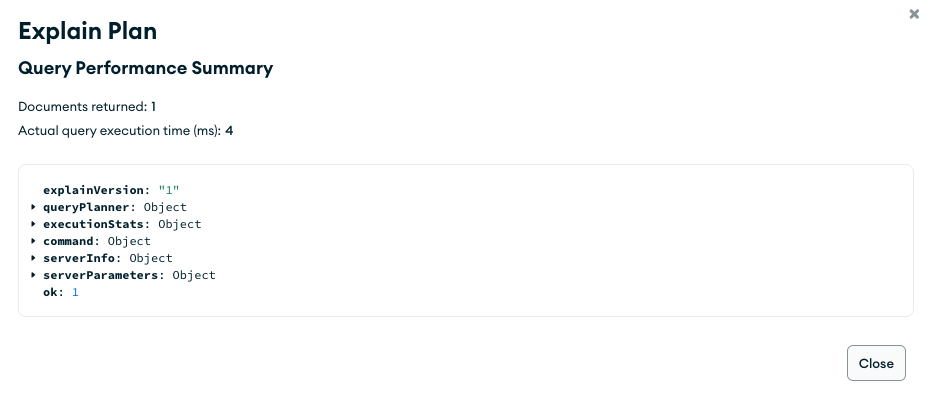 Explain Plan
Query Performance Summary
Documents returned: 1
Actual query execution time (ms): 4
explainVersion: "1"
queryPlanner: Object
executionStats: Object
command: Object
serverInfo: Object
serverParameters: Object
ok: 1
Close